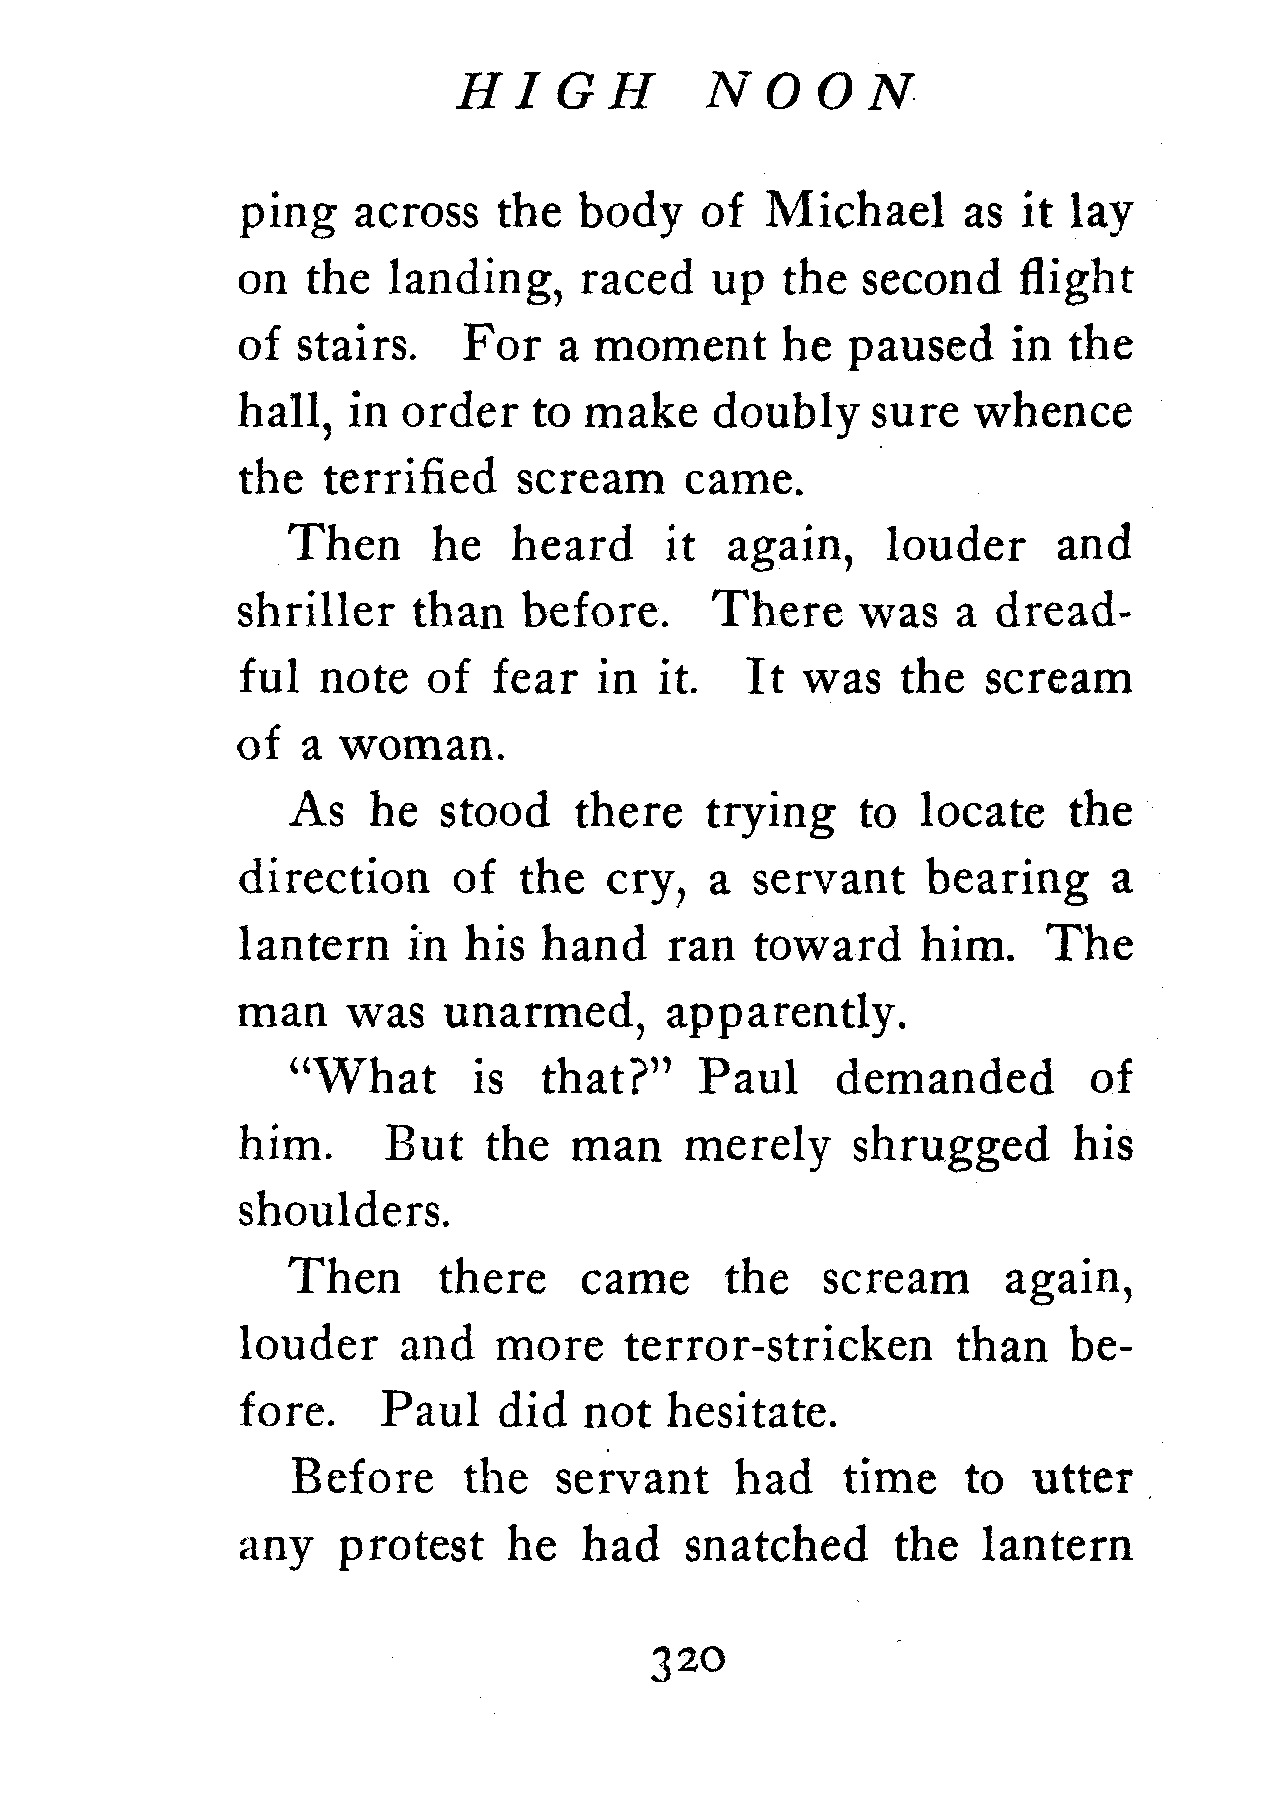 HIGH NOON
ping across the body of Michael as it lay
on the landing, raced up the second flight
of stairs. For a moment he paused in the
hall, in order to make doubly sure whence
the terrified scream came.
Then he heard it again, louder and
shriller than before. There was a dread-
ful note of fear in it. It was the scream
of a woman.
As he stood there trying to locate the
direction of the cry, a servant bearing a
lantern in his hand ran toward him. The
man was unarmed, apparently.
"What is that?" Paul demanded of
him. But the man merely shrugged his
shoulders.
Then there came the scream again,
louder and more terror-stricken than be-
fore. Paul did not hesitate.
Before the servant had time to utter
any protest he had snatched the lantern
320